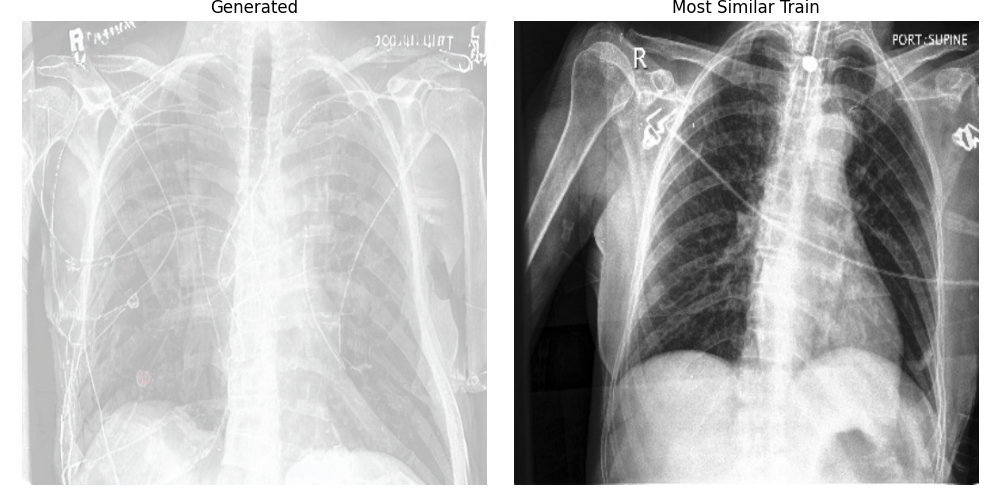 Generated
Most Similar Train
R
R
PORT:SUPINE